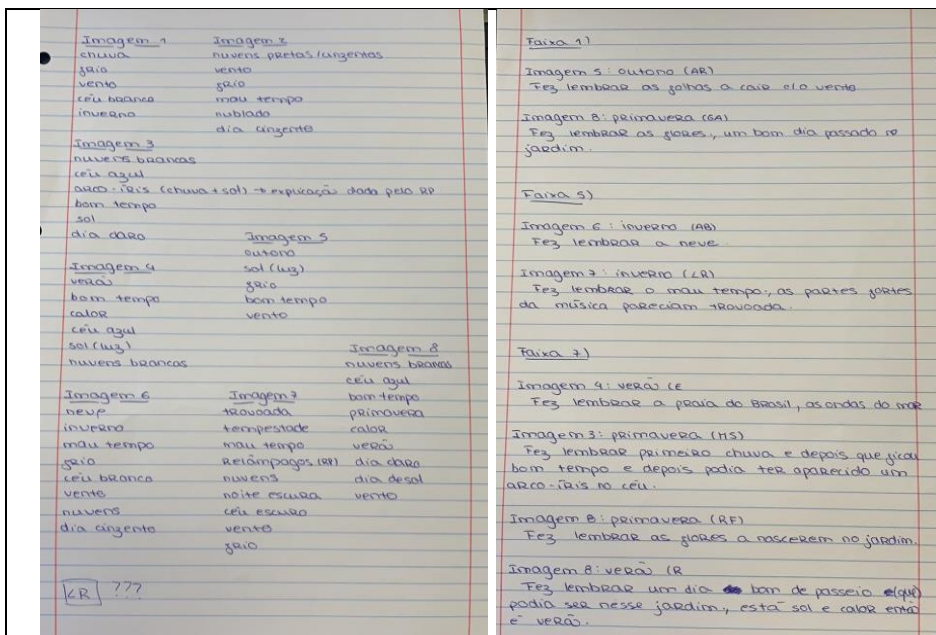 Imagem 1
chuva
frio
vento
céu branco
inverno
Imagem 2
nuvens pretas/cinzentas
vento
frio
mau tempo
nublado
dia cinzento
Imagem 3
nuvens brancas
céu azul
arco-íris (chuva + sol) → explicação dada pelo RP
bom tempo
sol
dia claro
Imagem 4
verão
bom tempo
calor
céu azul
sol (luz)
nuvens brancas
Imagem 5
outono
sol (luz)
frio
bom tempo
vento
Imagem 6
neve
inverno
mau tempo
frio
céu branco
vento
nuvens
dia cinzento
Imagem 7
trovoada
tempestade
mau tempo
Relâmpagos (RP)
nuvens
noite escura
céu escuro
vento
frio
Imagem 8
nuvens brancas
céu azul
bom tempo
primavera
calor
verão
dia claro
dia de sol
vento
LR ???
Faixa 1)
Imagem 5: outono (AR)
Fez lembrar as folhas a cair c/o vento
Imagem 8: primavera (GA)
Fez lembrar as flores, um bom dia passado no
jardim.
Faixa 5)
Imagem 6: inverno (AB)
Fez lembrar a neve.
Imagem 7: inverno (LR)
Fez lembrar o mau tempo, as partes fortes
da música pareciam trovoada.
Faixa 7)
Imagem 4: verão (E
Fez lembrar a praia do Brasil, as ondas do mar
Imagem 3: primavera (MS)
Fez lembrar primeiro chuva e depois que ficou
bom tempo e depois podia ter aparecido um
arco-íris no céu.
Imagem 8: primavera (RF)
Fez lembrar as flores a nascerem no jardim.
Imagem 8: verão (R
Fez lembrar um dia bom de passeio e(que)
podia ser nesse jardim, está sol e calor então
é verão.